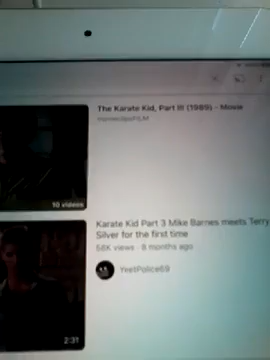 The Karate Kid, Part III (1989) - Movie
10 videos
Karate Kid Part 3 Mike Barnes meets Terry
Silver for the first time
58K views · 8 months ago
YeetPolice69
2:31